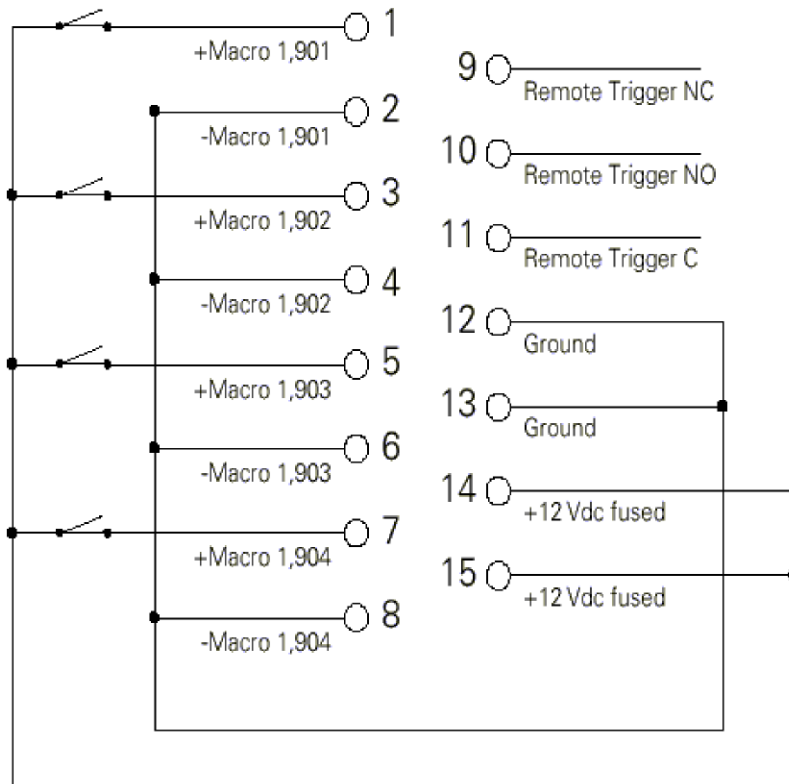 1
+Macro 1,901
2
-Macro 1,901
3
+Macro 1,902
4
-Macro 1,902
5
+Macro 1,903
6
-Macro 1,903
7
+Macro 1,904
8
-Macro 1,904
9
Remote Trigger NC
10
Remote Trigger NO
11
Remote Trigger C
12
Ground
13
Ground
14
+12 Vdc fused
15
+12 Vdc fused